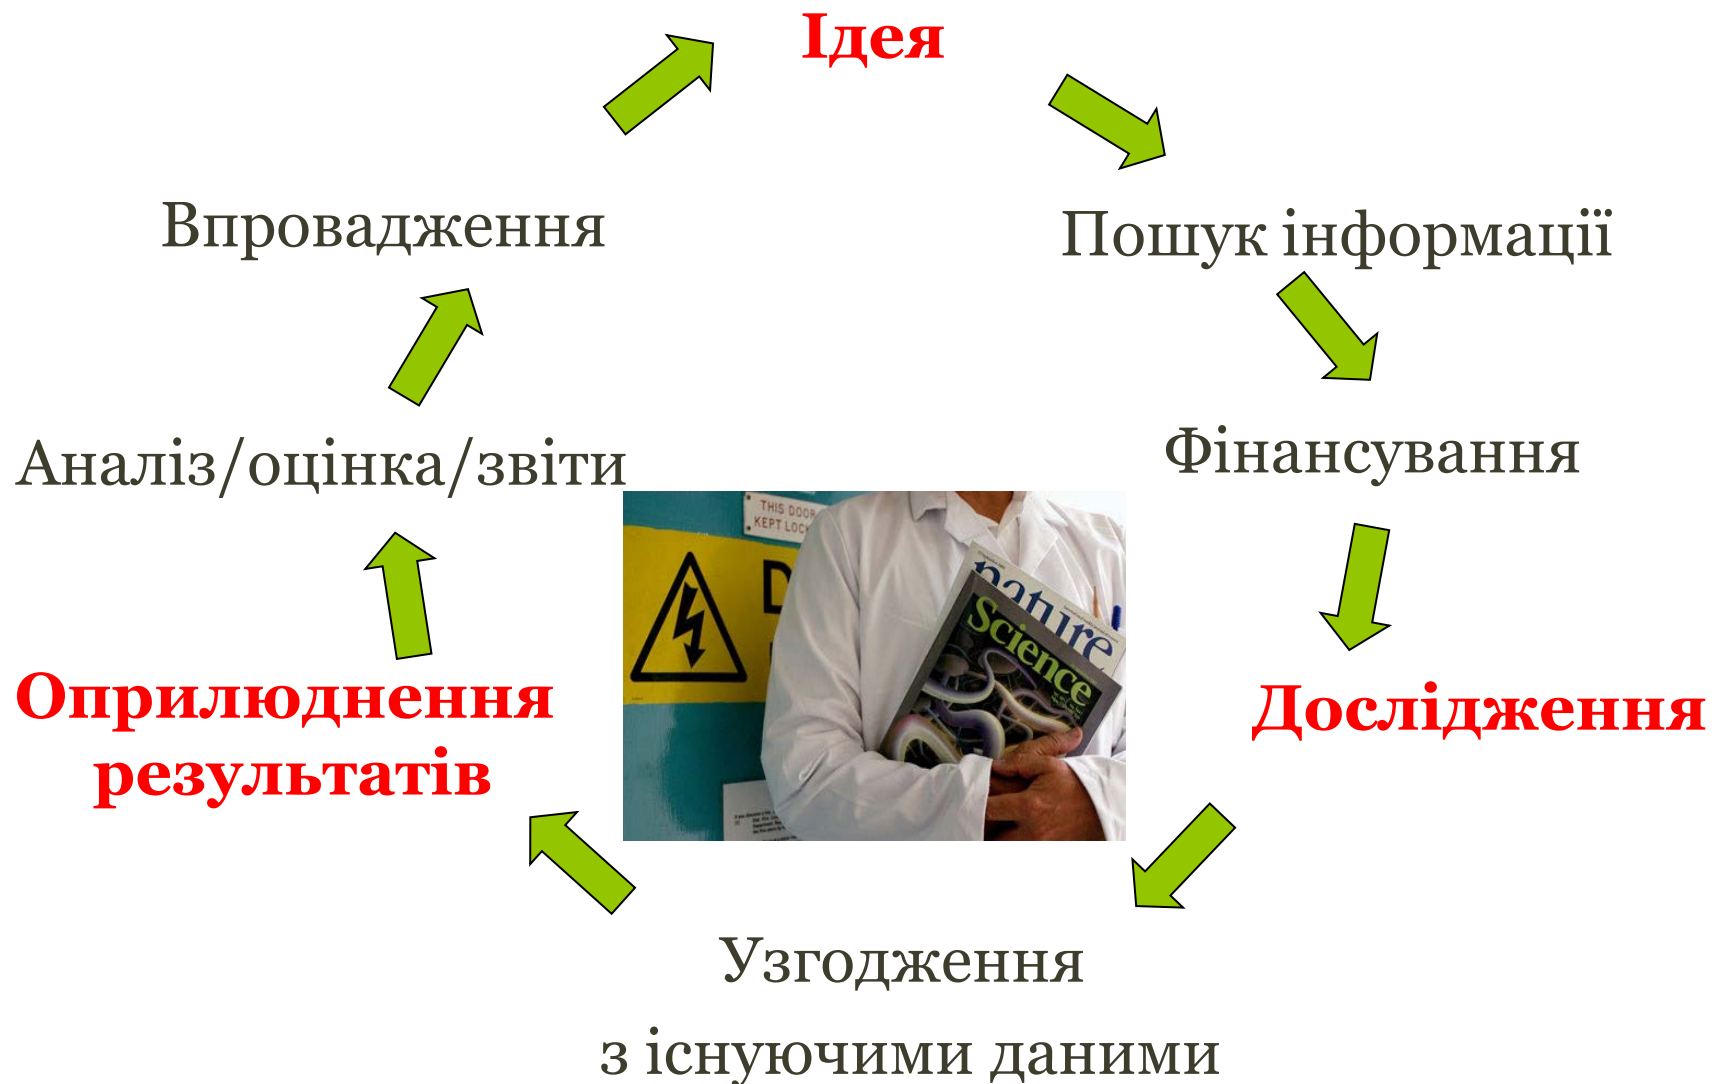 Ідея
Пошук інформації
Фінансування
Дослідження
Узгодження
з існуючими даними
Оприлюднення
результатів
Аналіз/оцінка/звіти
Впровадження
THIS DOOR
KEPT LOCK
D
nature
Science